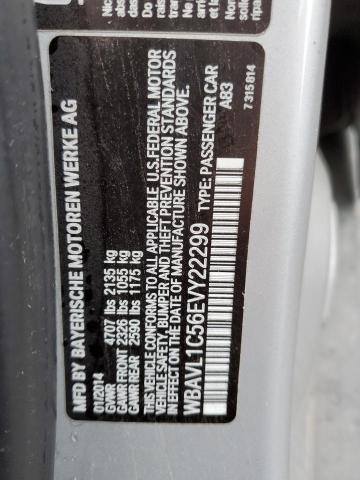 MFD BY BAYERISCHE MOTOREN WERKE AG
01/2014
GVWR 4707 lbs 2135 kg
GAWR FRONT 2326 lbs 1055 kg
GAWR REAR 2590 lbs 1175 kg
THIS VEHICLE CONFORMS TO ALL APPLICABLE U.S. FEDERAL MOTOR
VEHICLE SAFETY, BUMPER AND THEFT PREVENTION STANDARDS
IN EFFECT ON THE DATE OF MANUFACTURE SHOWN ABOVE.
WBAVL1C56EVY22299 TYPE: PASSENGER CAR
A83
7315814